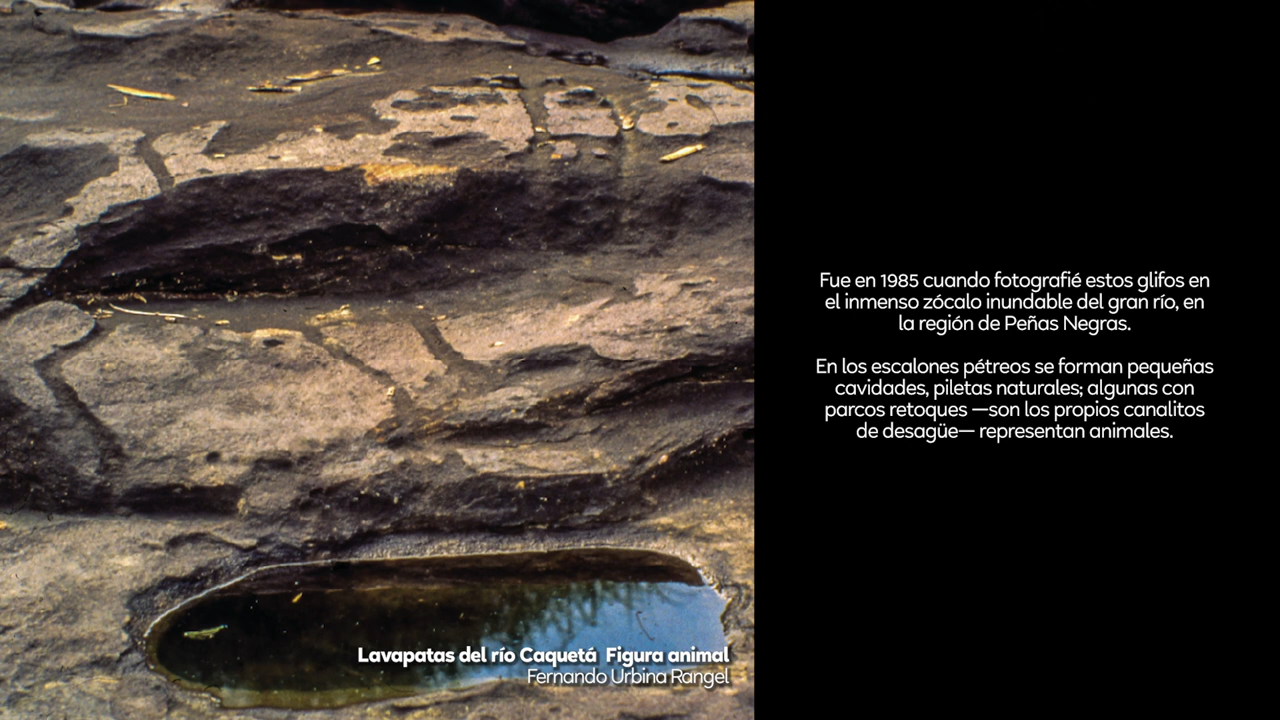 Fue en 1985 cuando fotografié estos glifos en
el inmenso zócalo inundable del gran río, en
la región de Peñas Negras.
En los escalones pétreos se forman pequeñas
cavidades, piletas naturales; algunas con
parcos retoques —son los propios canalitos
de desagüe— representan animales.
Lavapatas del río Caquetá Figura animal
Fernando Urbina Rangel